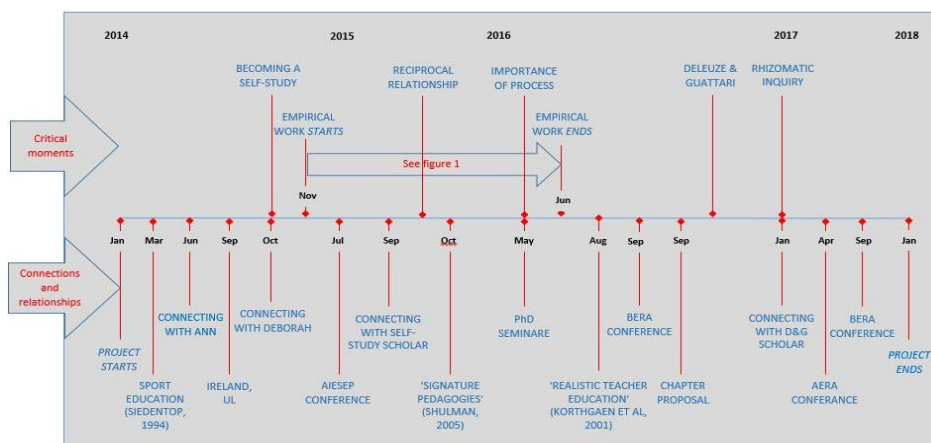 2014
2015
2016
2017
2018
BECOMING A
SELF-STUDY
RECIPROCAL
RELATIONSHIP
IMPORTANCE
OF PROCESS
DELEUZE &
GUATTARI
RHIZOMATIC
INQUIRY
EMPIRICAL
WORK STARTS
EMPIRICAL
WORK ENDS
Critical
moments
See figure 1
Nov
Jun
Jan
Mar
Jun
Sep
Oct
Jul
Sep
Oct
May
Aug
Sep
Sep
Jan
Apr
Sep
Jan
Connections
and
relationships
CONNECTING
WITH ANN
CONNECTING
WITH DEBORAH
CONNECTING
WITH SELF-
STUDY SCHOLAR
PhD
SEMINARE
BERA
CONFERENCE
CONNECTING
WITH D&G
SCHOLAR
BERA
CONFERENCE
PROJECT
STARTS
PROJECT
ENDS
SPORT
EDUCATION
(SIEDENTOP,
1994)
IRELAND,
UL
AIESEP
CONFERENCE
'SIGNATURE
PEDAGOGIES'
(SHULMAN,
2005)
'REALISTIC TEACHER
EDUCATION'
(KORTHGAEN ET AL,
2001)
CHAPTER
PROPOSAL
AERA
CONFERANCE